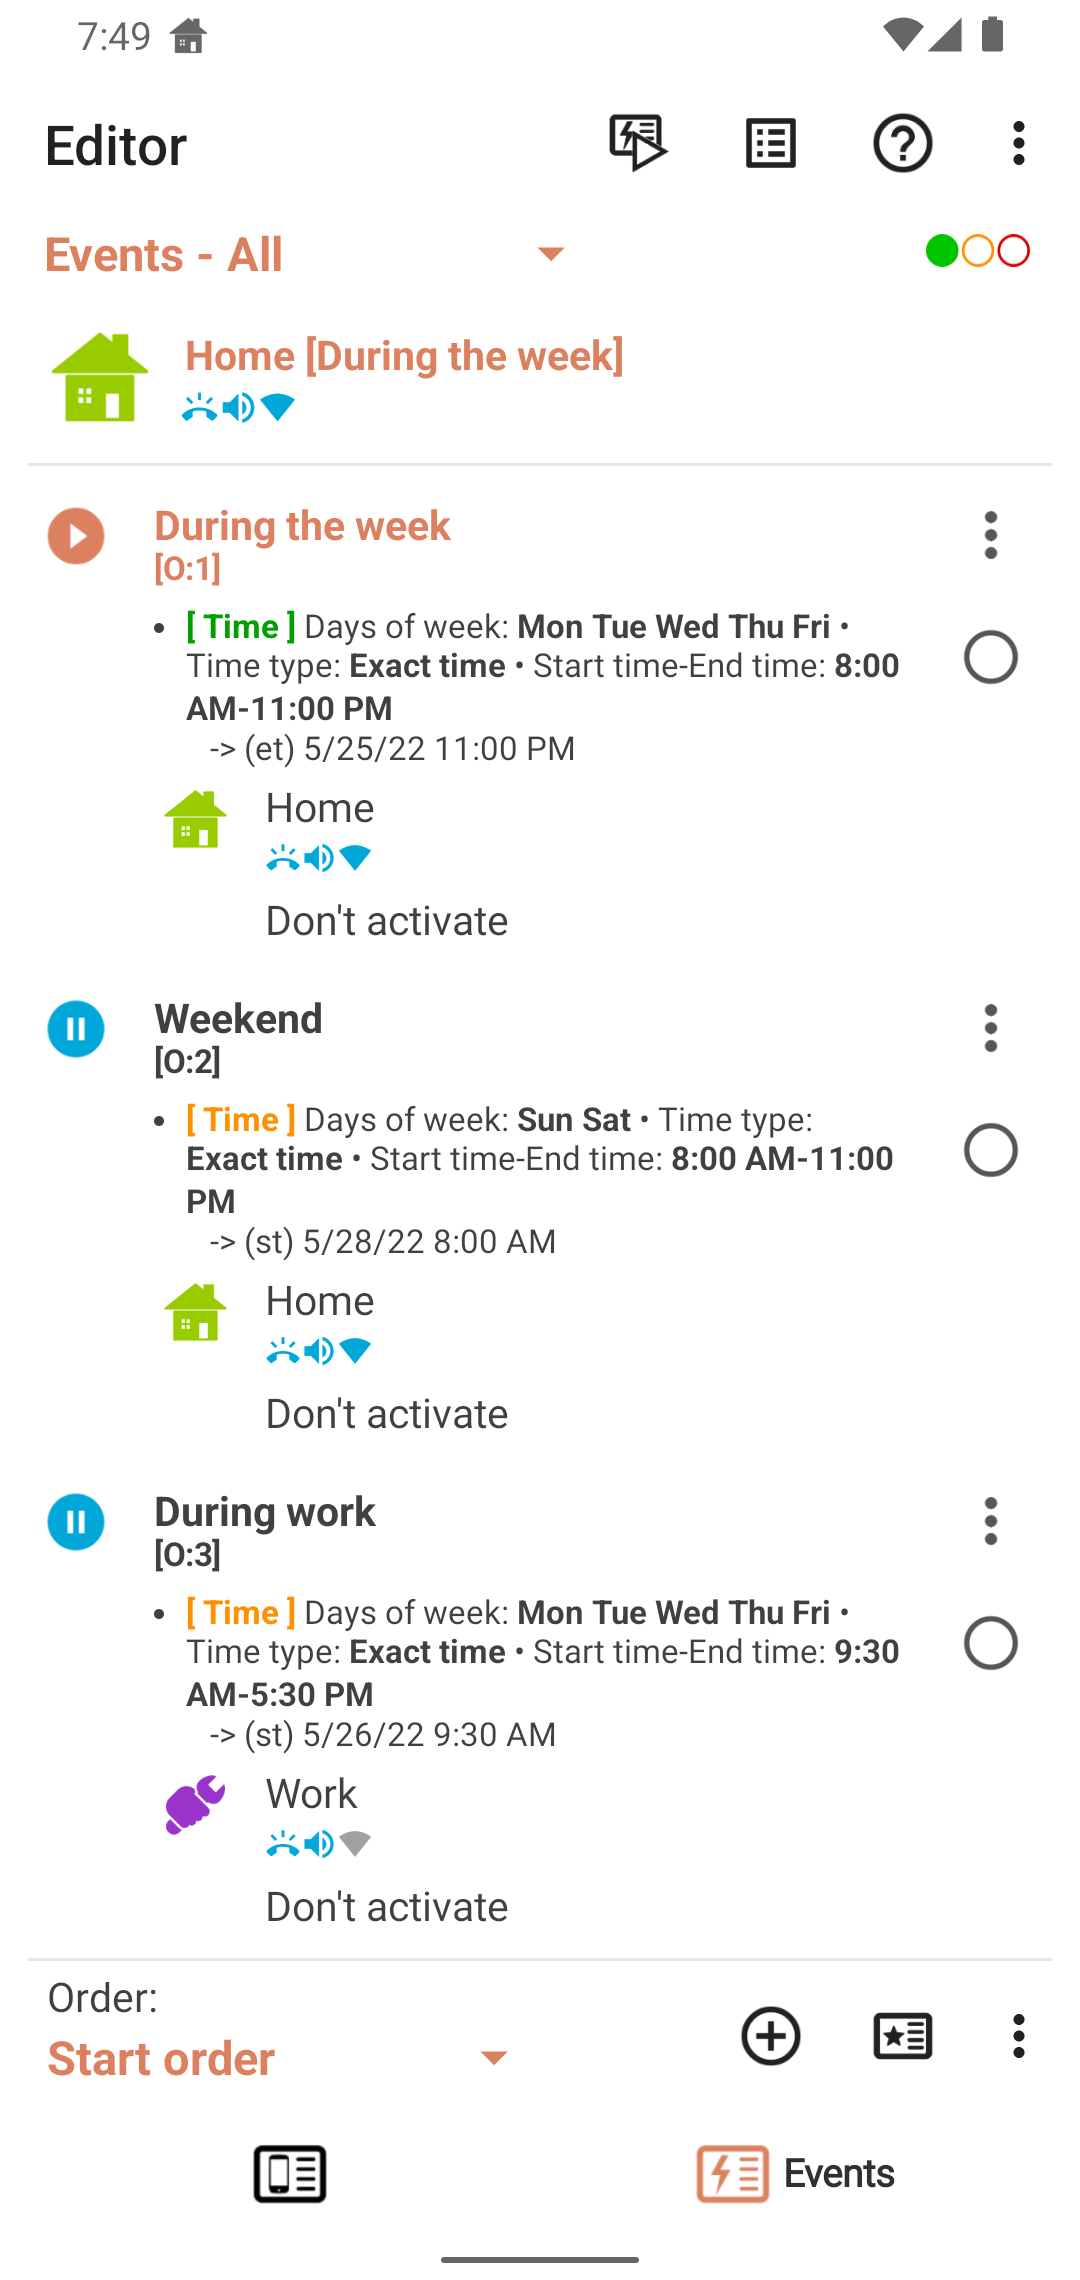 7:49
Editor
Events - All
Home [During the week]
During the week
[O:1]
• [ Time ] Days of week: Mon Tue Wed Thu Fri •
Time type: Exact time • Start time-End time: 8:00
AM-11:00 PM
-> (et) 5/25/22 11:00 PM
Home
Don't activate
Weekend
[O:2]
• [ Time ] Days of week: Sun Sat • Time type:
Exact time • Start time-End time: 8:00 AM-11:00
PM
-> (st) 5/28/22 8:00 AM
Home
Don't activate
During work
[O:3]
• [ Time ] Days of week: Mon Tue Wed Thu Fri •
Time type: Exact time • Start time-End time: 9:30
AM-5:30 PM
-> (st) 5/26/22 9:30 AM
Work
Don't activate
Order:
Start order
Events